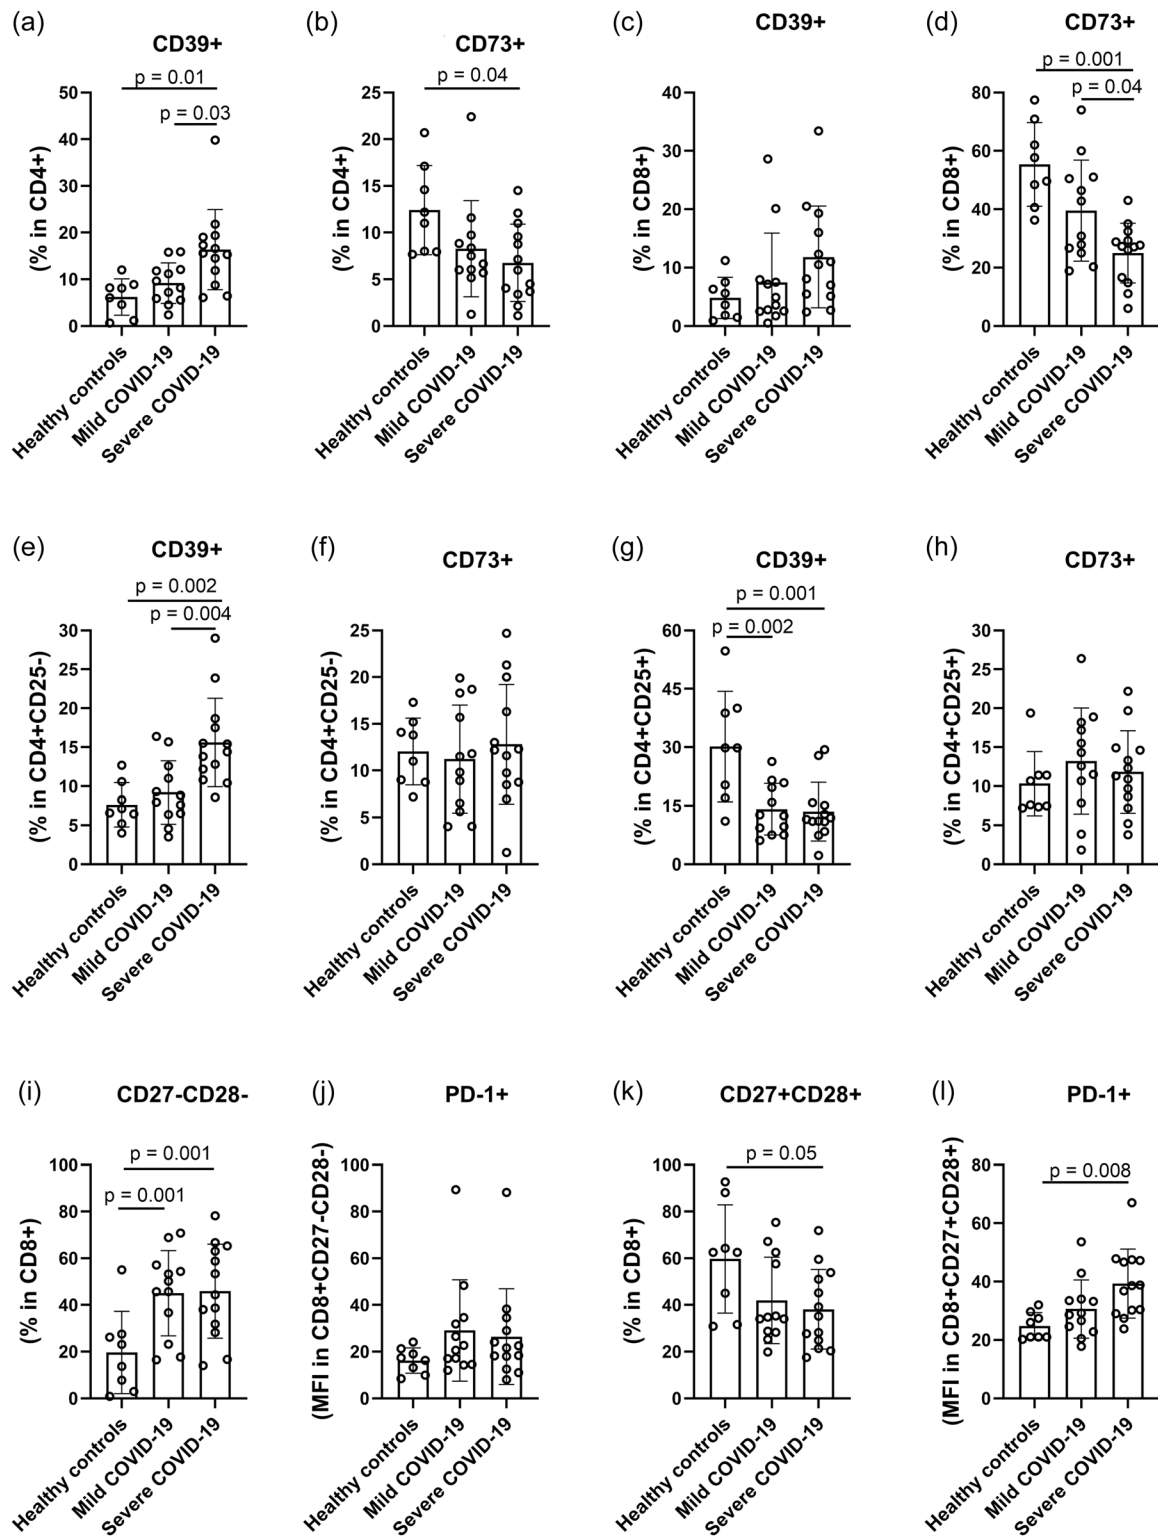 (a)
CD39+
p = 0.01
p = 0.03
(% in CD4+)
50
40
30
20
10
0
Healthy controls
Mild COVID-19
Severe COVID-19
(b)
CD73+
p = 0.04
(% in CD4+)
25
20
15
10
5
0
Healthy controls
Mild COVID-19
Severe COVID-19
(c)
CD39+
(% in CD8+)
40
30
20
10
0
Healthy controls
Mild COVID-19
Severe COVID-19
(d)
CD73+
p = 0.001
p = 0.04
(% in CD8+)
80
60
40
20
0
Healthy controls
Mild COVID-19
Severe COVID-19
(e)
CD39+
p = 0.002
p = 0.004
(% in CD4+CD25-)
30
25
20
15
10
5
0
Healthy controls
Mild COVID-19
Severe COVID-19
(f)
CD73+
(% in CD4+CD25-)
25
20
15
10
5
0
Healthy controls
Mild COVID-19
Severe COVID-19
(g)
CD39+
p = 0.001
p = 0.002
(% in CD4+CD25+)
60
45
30
15
0
Healthy controls
Mild COVID-19
Severe COVID-19
(h)
CD73+
(% in CD4+CD25+)
30
25
20
15
10
5
0
Healthy controls
Mild COVID-19
Severe COVID-19
(i)
CD27-CD28-
p = 0.001
p = 0.001
(% in CD8+)
100
80
60
40
20
0
Healthy controls
Mild COVID-19
Severe COVID-19
(j)
PD-1+
(MFI in CD8+CD27-CD28-)
100
80
60
40
20
0
Healthy controls
Mild COVID-19
Severe COVID-19
(k)
CD27+CD28+
p = 0.05
(% in CD8+)
100
80
60
40
20
0
Healthy controls
Mild COVID-19
Severe COVID-19
(l)
PD-1+
p = 0.008
(MFI in CD8+CD27+CD28+)
80
60
40
20
0
Healthy controls
Mild COVID-19
Severe COVID-19